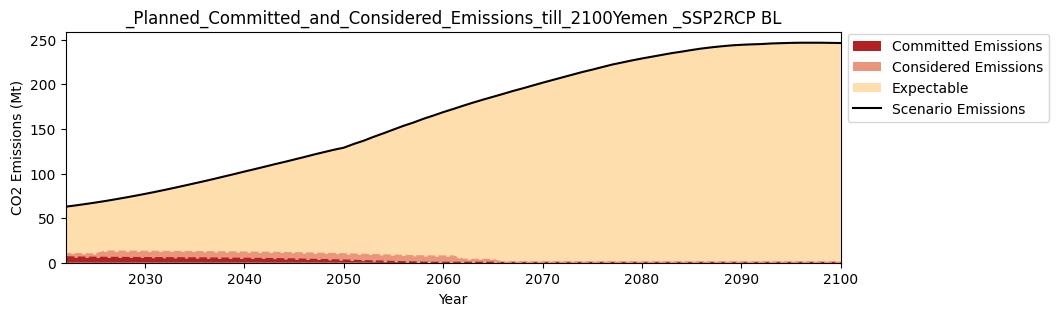 _Planned_Committed_and_Considered_Emissions_till_2100Yemen _SSP2RCP BL
CO2 Emissions (Mt)
250
200
150
100
50
0
2030 2040 2050 2060 2070 2080 2090 2100
Year
Committed Emissions
Considered Emissions
Expectable
Scenario Emissions